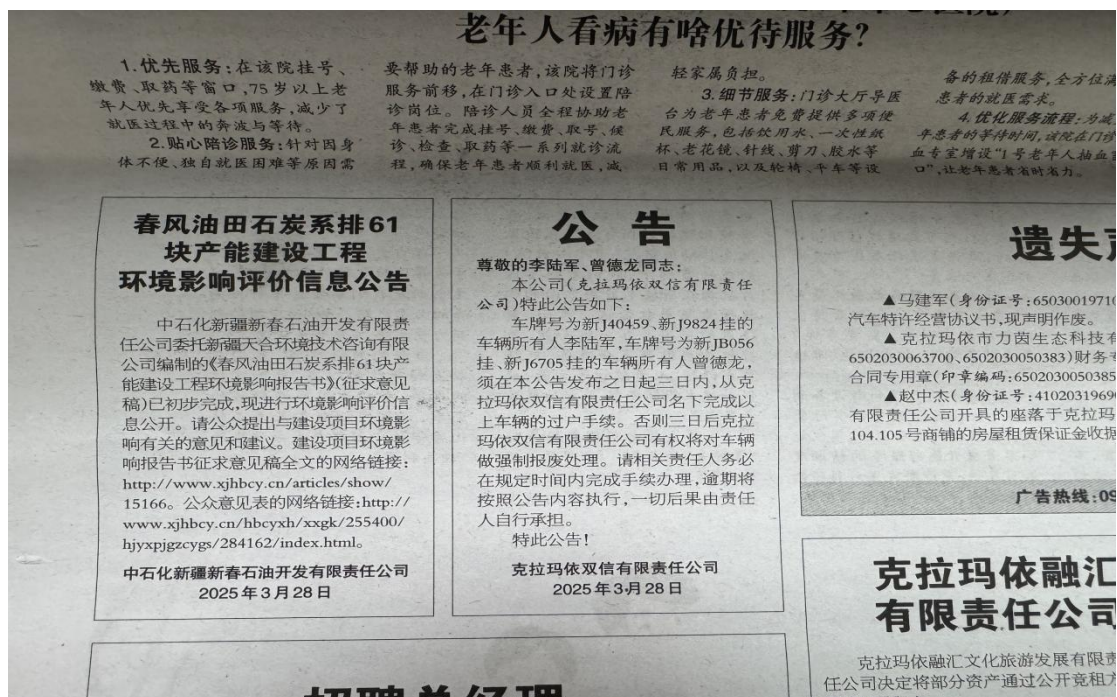 老年人看病有啥优待服务?
1.优先服务:在该院挂号、
缴费、取药等窗口,75岁以上老
年人优先享受各项服务,减少了
就医过程中的奔波与等待。
2.贴心陪诊服务:针对因身
体不便、独自就医困难等原因需
要帮助的老年患者,该院将门诊
服务前移,在门诊入口处设置陪
诊岗位。陪诊人员全程协助老
年患者完成挂号、缴费、取号、候
诊、检查、取药等一系列就诊流
程,确保老年患者顺利就医,减
轻家属负担。
3.细节服务:门诊大厅导医
台为老年患者免费提供多项便
民服务,包括饮用水、一次性纸
杯、老花镜、针线、剪刀、胶水等
日常用品,以及轮椅、平车等设
备的租借服务,全方位满
患者的就医需求。
4.优化服务流程:为减
年患者的等待时间,该院在门诊
血专室增设“1号老年人抽血
口”,让老年患者省时省力。
春风油田石炭系排61
块产能建设工程
环境影响评价信息公告
中石化新疆新春石油开发有限责
任公司委托新疆天合环境技术咨询有限
公司编制的《春风油田石炭系排61块产
能建设工程环境影响报告书》(征求意见
稿)已初步完成,现进行环境影响评价信
息公开。请公众提出与建设项目环境影
响有关的意见和建议。建设项目环境影
响报告书征求意见稿全文的网络链接:
http://www.xjhbcy.cn/articles/show/
15166。公众意见表的网络链接:http://
www.xjhbcy.cn/hbcyxh/xxgk/255400/
hjyxpjgzcygs/284162/index.html。
中石化新疆新春石油开发有限责任公司
2025年3月28日
公 告
尊敬的李陆军、曾德龙同志:
本公司(克拉玛依双信有限责任
公司)特此公告如下:
车牌号为新J40459、新J9824挂的
车辆所有人李陆军,车牌号为新JB056
挂、新J6705挂的车辆所有人曾德龙,
须在本公告发布之日起三日内,从克
拉玛依双信有限责任公司名下完成以
上车辆的过户手续。否则三日后克拉
玛依双信有限责任公司有权将对车辆
做强制报废处理。请相关责任人务必
在规定时间内完成手续办理,逾期将
按照公告内容执行,一切后果由责任
人自行承担。
特此公告!
克拉玛依双信有限责任公司
2025年3月28日
遗失
▲马建军(身份证号:65030019710
汽车特许经营协议书,现声明作废。
▲克拉玛依市力茵生态科技有
6502030063700、6502030050383)财务专
合同专用章(印章编码:6502030050385
▲赵中杰(身份证号:4102031969
有限责任公司开具的座落于克拉玛
104.105号商铺的房屋租赁保证金收据
广告热线:09
克拉玛依融汇
有限责任公司
克拉玛依融汇文化旅游发展有限责
任公司决定将部分资产通过公开竞租方
招聘总经理